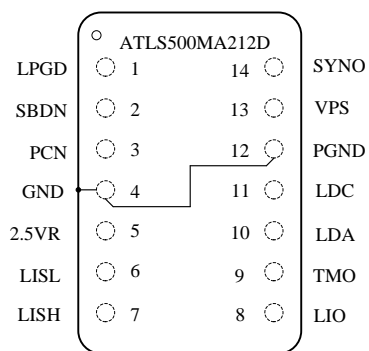 ATLS500MA212D
LPGD 1 14 SYNO
SBDN 2 13 VPS
PCN 3 12 PGND
GND 4 11 LDC
2.5VR 5 10 LDA
LISL 6 9 TMO
LISH 7 8 LIO